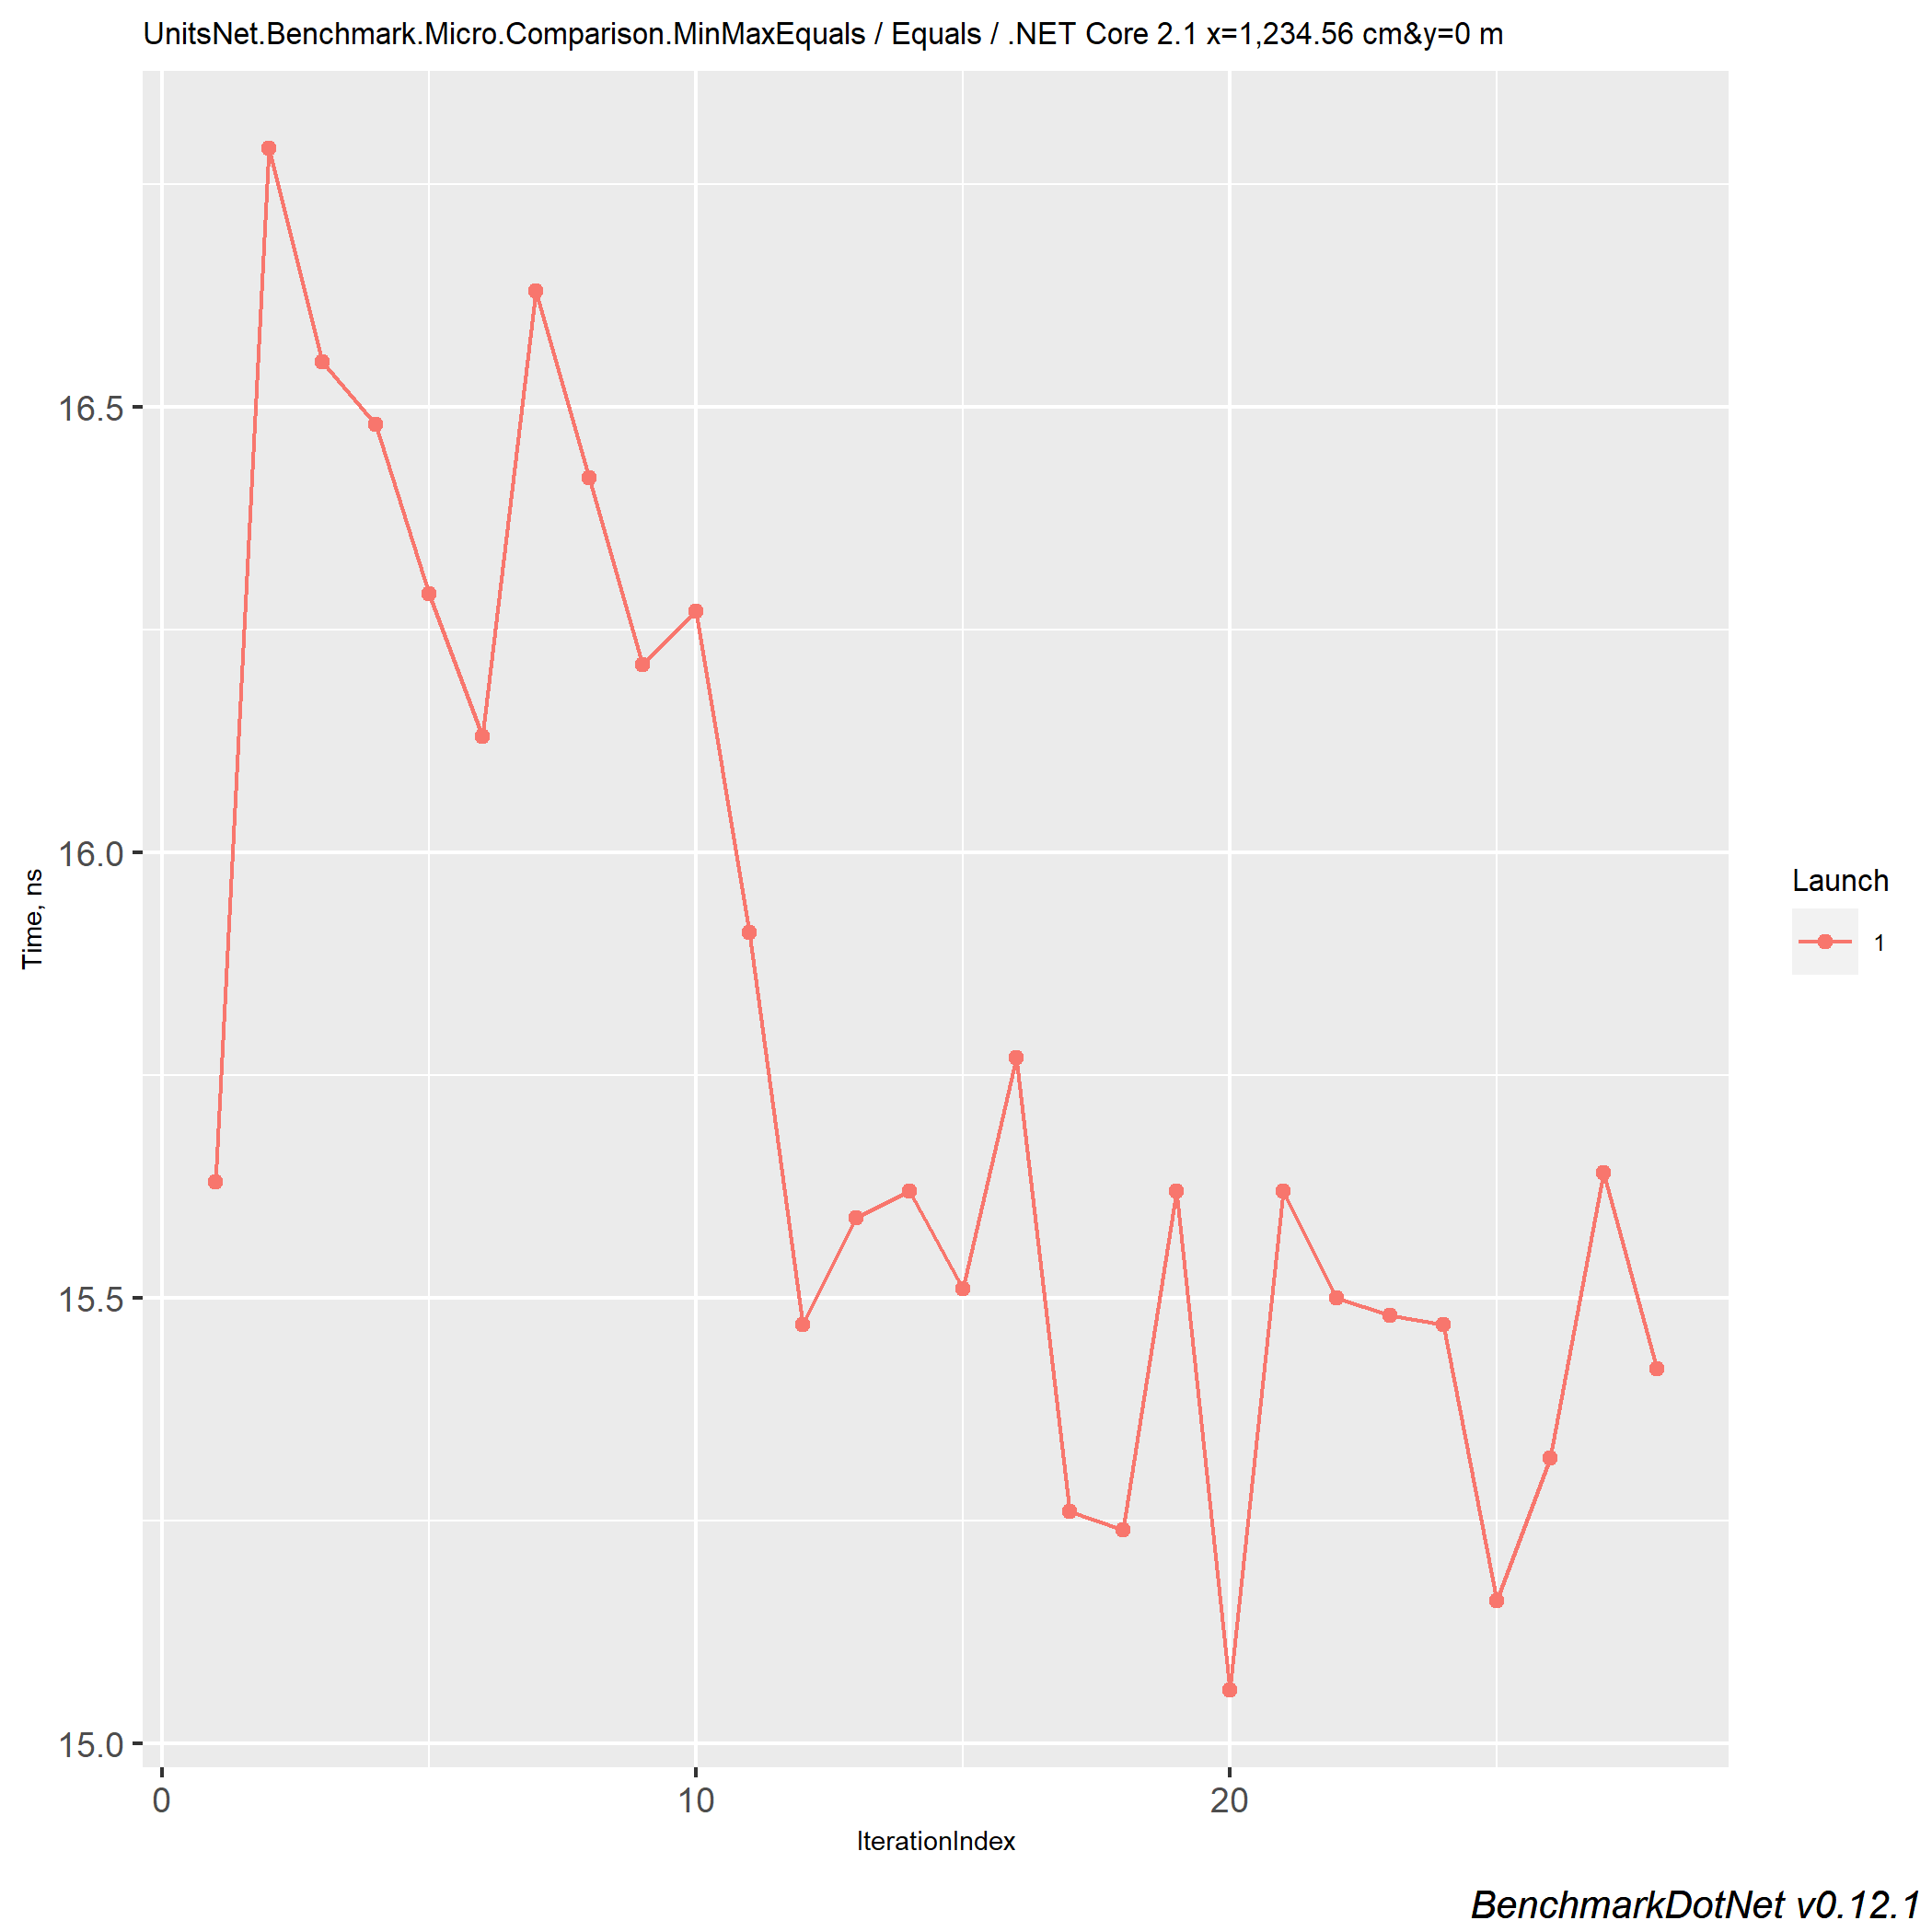 UnitsNet.Benchmark.Micro.Comparison.MinMaxEquals / Equals / .NET Core 2.1 x=1,234.56 cm&y=0 m
16.5
16.0
15.5
15.0
Time, ns
0 10 20
IterationIndex
Launch
1
BenchmarkDotNet v0.12.1